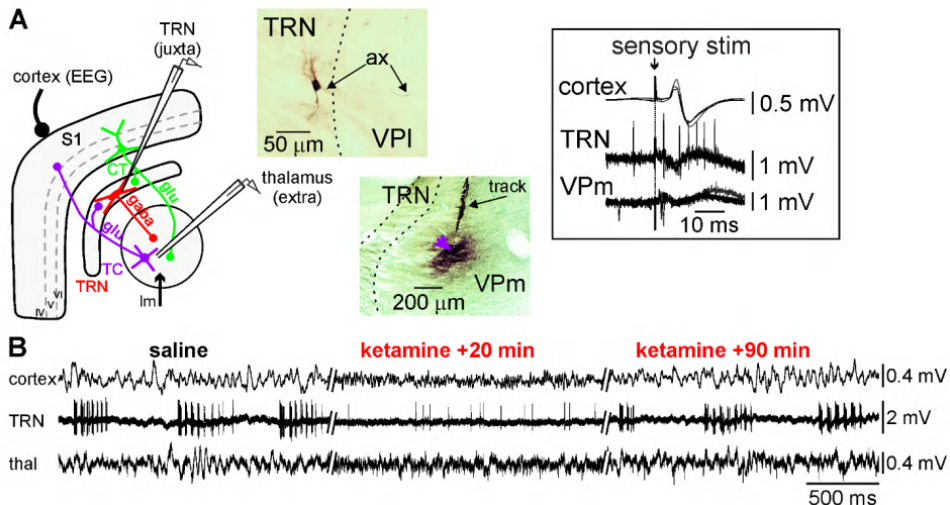 A
TRN
(juxta)
cortex (EEG)
S1
CT
glu
gaba
glu
TC
TRN
lm
IV V VI
thalamus
(extra)
TRN
ax
50 μm
VPl
TRN
track
200 μm
VPm
sensory stim
cortex
0.5 mV
TRN
1 mV
VPm
1 mV
10 ms
B
saline ketamine +20 min ketamine +90 min
cortex 0.4 mV
TRN 2 mV
thal 0.4 mV
500 ms